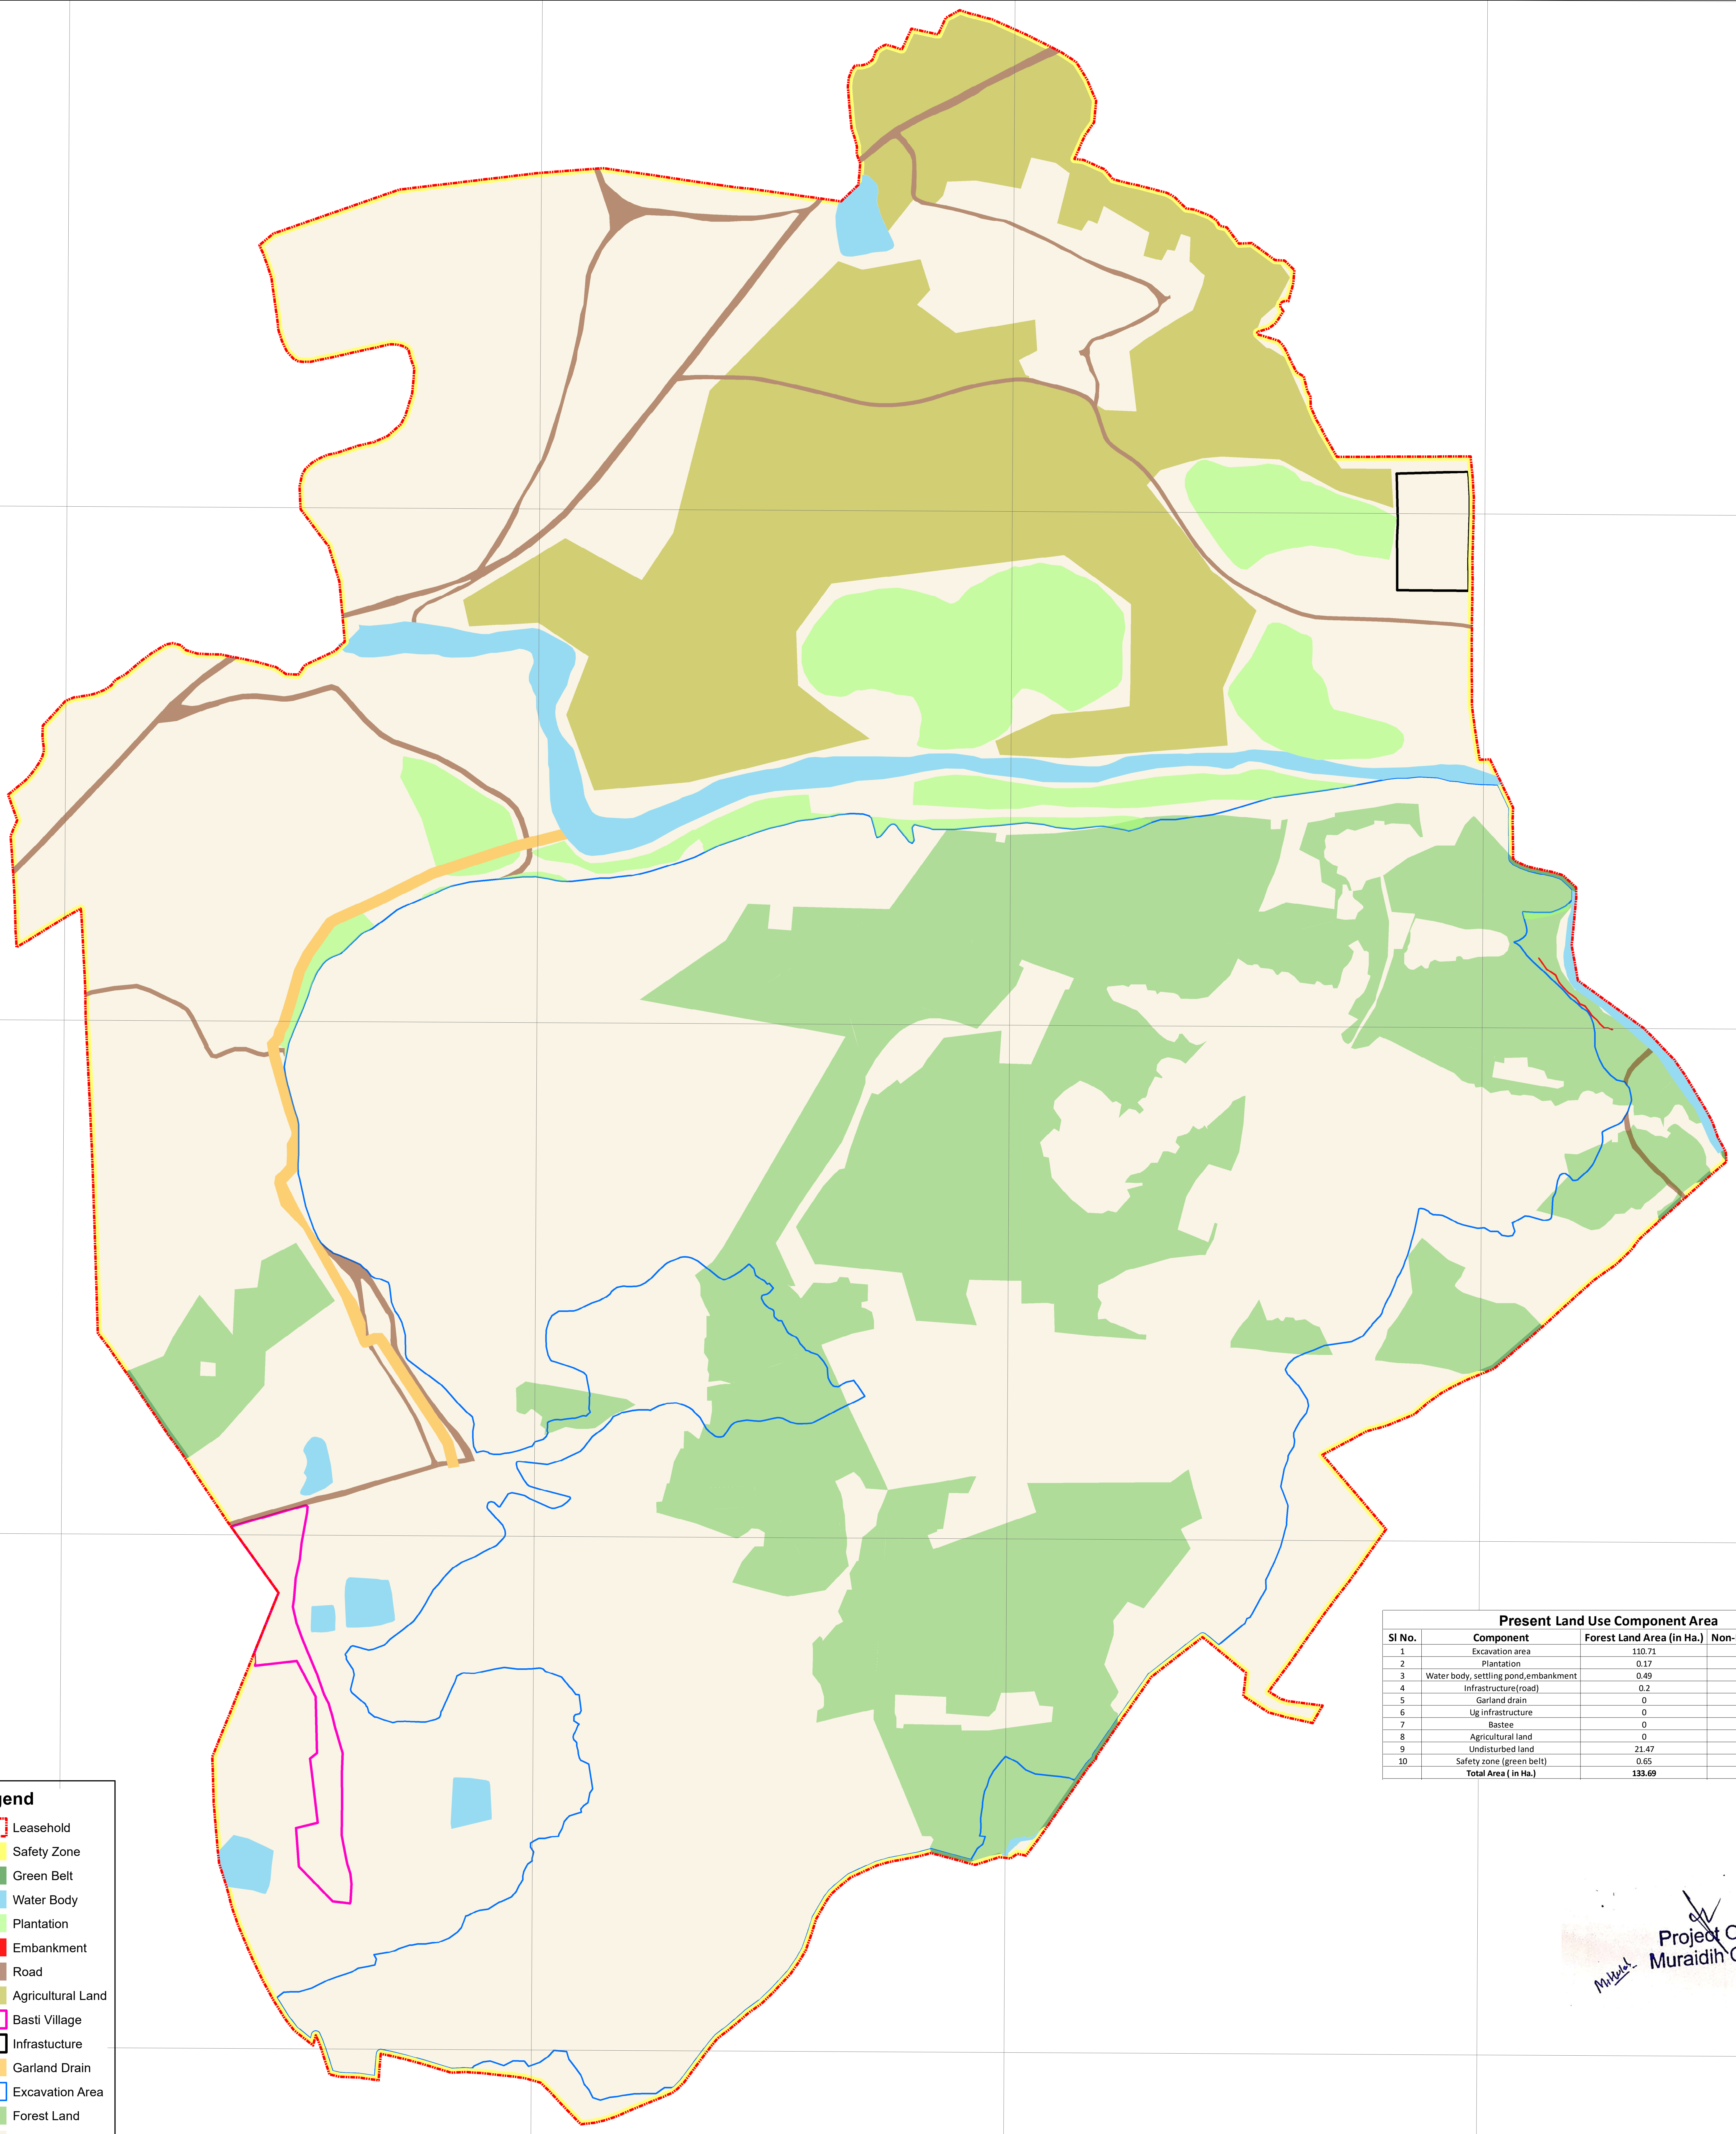 Present Land Use Component Area
Sl No. Component Forest Land Area (in Ha.) Non-
1 Excavation area 110.71
2 Plantation 0.17
3 Water body, settling pond,embankment 0.49
4 Infrastructure(road) 0.2
5 Garland drain 0
6 Ug infrastructure 0
7 Bastee 0
8 Agricultural land 0
9 Undisturbed land 21.47
10 Safety zone (green belt) 0.65
Total Area ( in Ha.) 133.69
gend
Leasehold
Safety Zone
Green Belt
Water Body
Plantation
Embankment
Road
Agricultural Land
Basti Village
Infrastucture
Garland Drain
Excavation Area
Forest Land
Project O
Muraidih